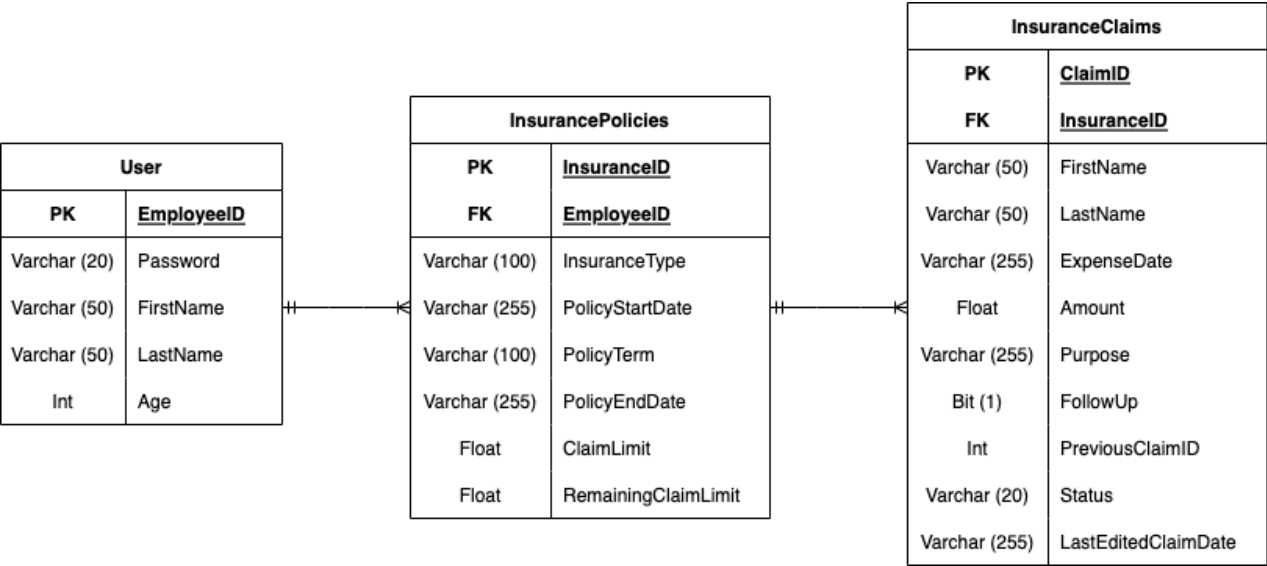 User
PK EmployeeID
Varchar (20) Password
Varchar (50) FirstName
Varchar (50) LastName
Int Age
InsurancePolicies
PK InsuranceID
FK EmployeeID
Varchar (100) InsuranceType
Varchar (255) PolicyStartDate
Varchar (100) PolicyTerm
Varchar (255) PolicyEndDate
Float ClaimLimit
Float RemainingClaimLimit
InsuranceClaims
PK ClaimID
FK InsuranceID
Varchar (50) FirstName
Varchar (50) LastName
Varchar (255) ExpenseDate
Float Amount
Varchar (255) Purpose
Bit (1) FollowUp
Int PreviousClaimID
Varchar (20) Status
Varchar (255) LastEditedClaimDate